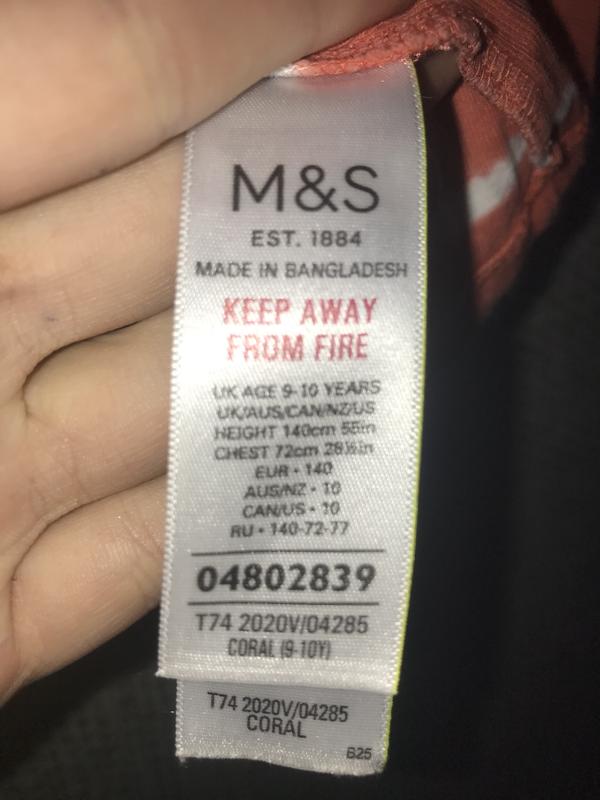 M&S
EST. 1884
MADE IN BANGLADESH
KEEP AWAY
FROM FIRE
UK AGE 9-10 YEARS
UK/AUS/CAN/NZ/US
HEIGHT 140cm 55in
CHEST 72cm 28½in
EUR • 140
AUS/NZ • 10
CAN/US • 10
RU • 140-72-77
04802839
T74 2020V/04285
CORAL (9-10Y)
T74 2020V/04285
CORAL
B25